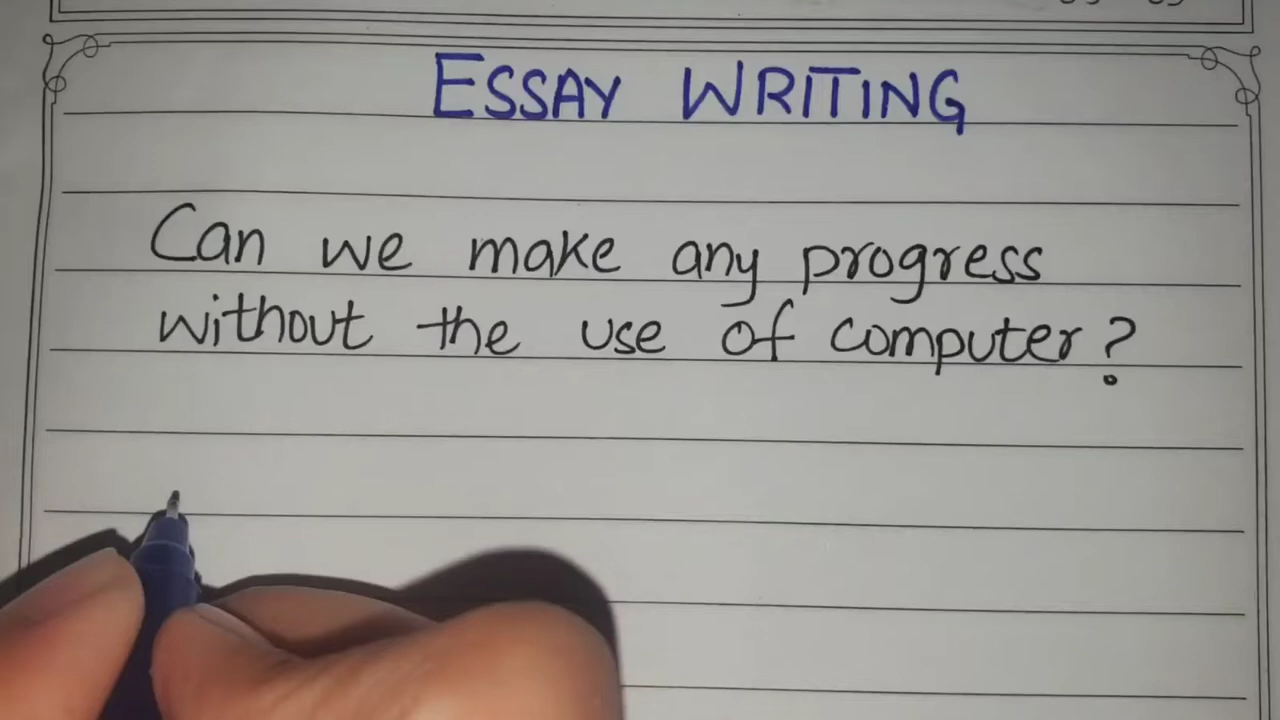 ESSAY WRITING
Can we make any progress
without the use of computer?